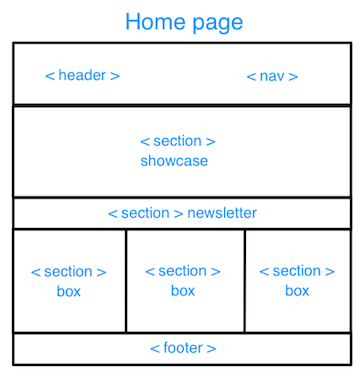 Home page
< header > < nav >
< section >
showcase
< section > newsletter
< section > < section > < section >
box box box
< footer >